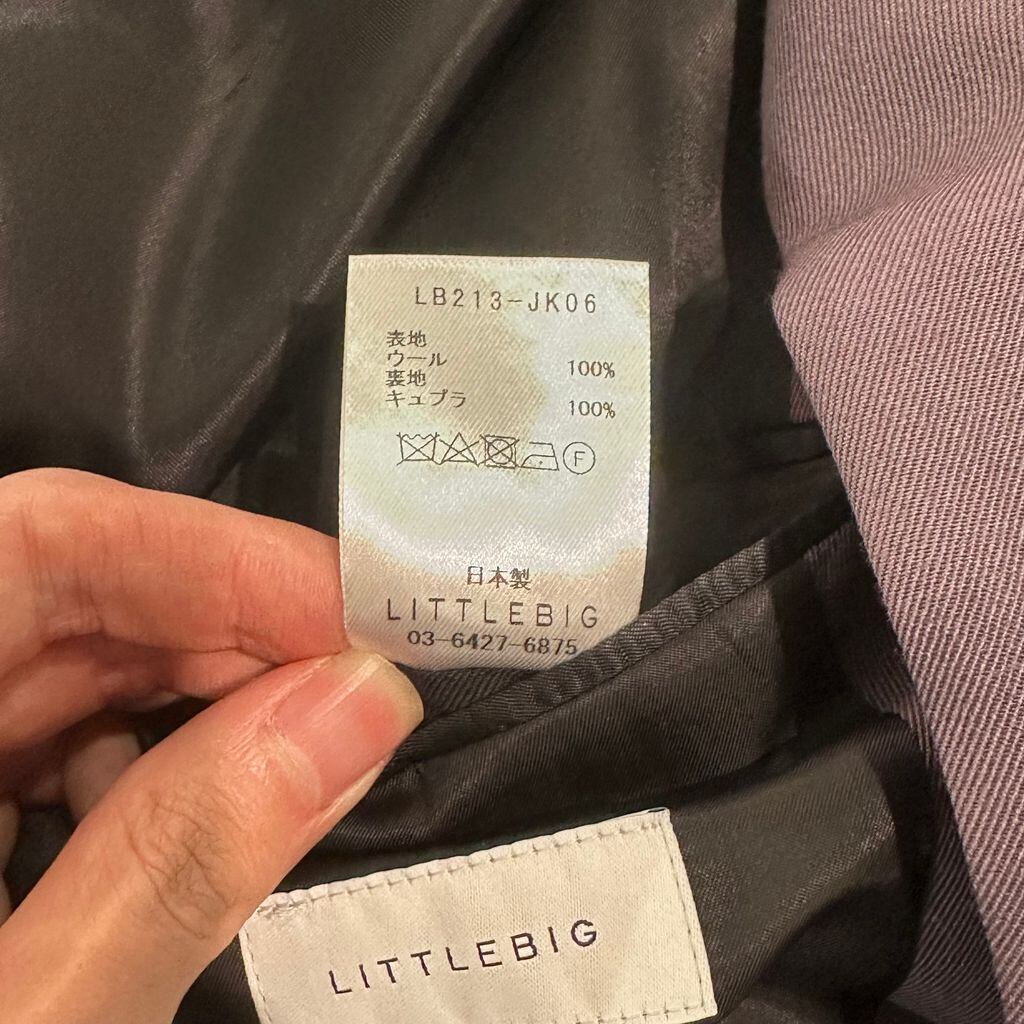 LB213-JK06
表地
ウール 100%
裏地
キュプラ 100%
F
日本製
LITTLEBIG
03-6427-6875
LITTLEBIG